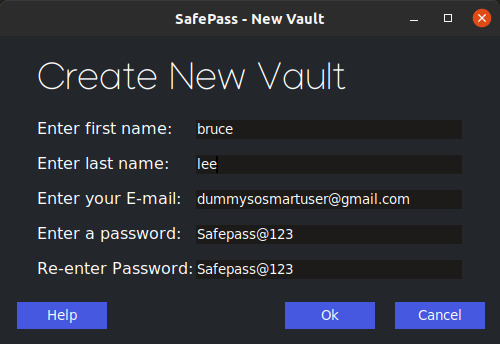 SafePass - New Vault
Create New Vault
Enter first name: bruce
Enter last name: lee
Enter your E-mail: dummysosmartuser@gmail.com
Enter a password: Safepass@123
Re-enter Password: Safepass@123
Help Ok Cancel